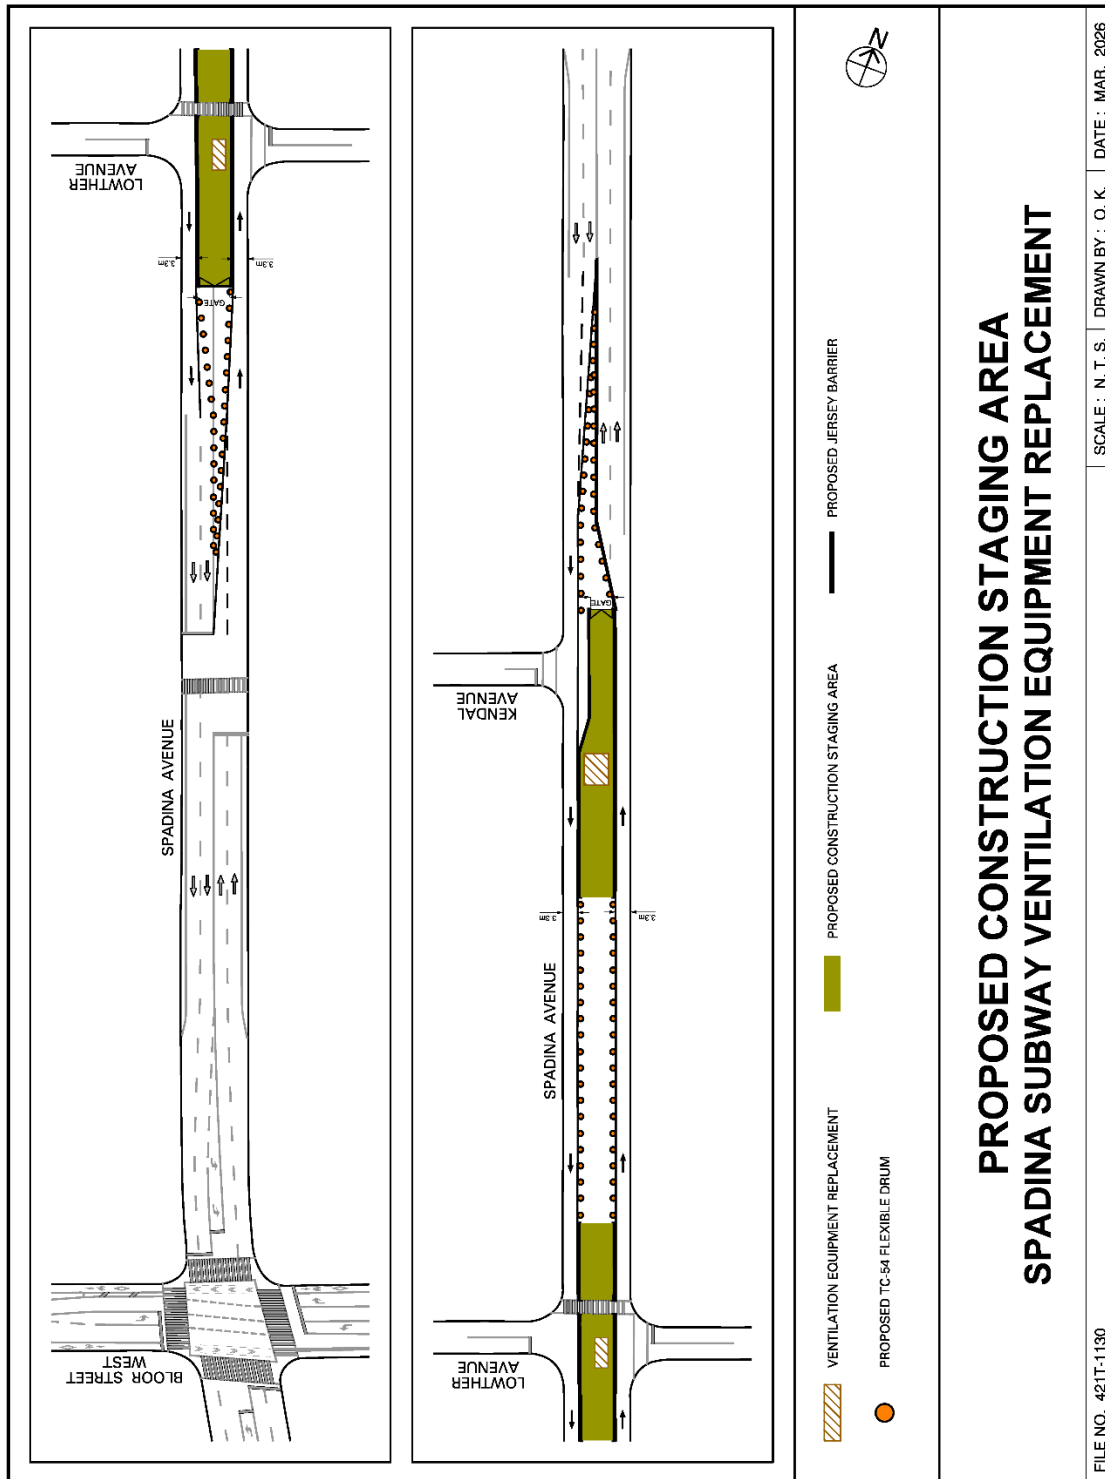 LOWTHER
AVENUE
3.3m
3.3m
GATE
SPADINA AVENUE
BLOOR STREET
WEST
GATE
KENDAL
AVENUE
3.3m
3.3m
SPADINA AVENUE
LOWTHER
AVENUE
N
VENTILATION EQUIPMENT REPLACEMENT
PROPOSED CONSTRUCTION STAGING AREA
PROPOSED JERSEY BARRIER
PROPOSED TC-54 FLEXIBLE DRUM
PROPOSED CONSTRUCTION STAGING AREA
SPADINA SUBWAY VENTILATION EQUIPMENT REPLACEMENT
FILE NO. 421T-1130
SCALE : N. T. S.
DRAWN BY : O. K.
DATE : MAR. 2026